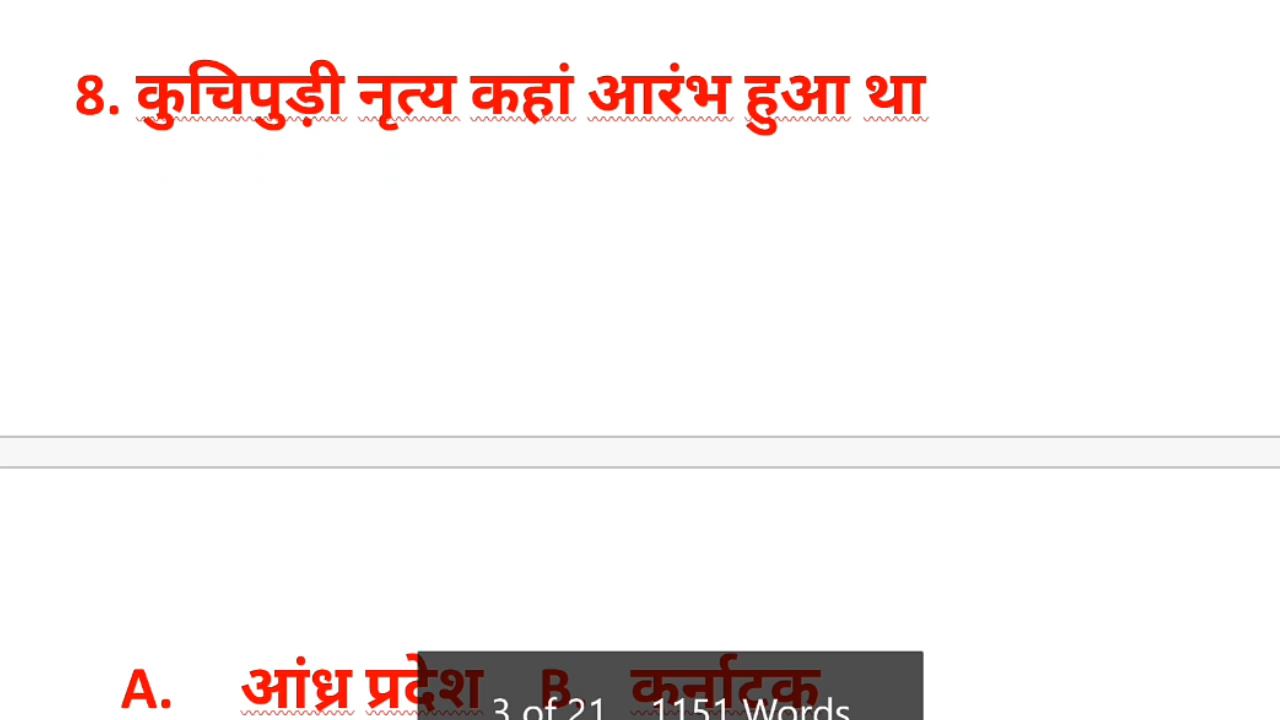 8. कुचिपुड़ी नृत्य कहां आरंभ हुआ था
A. आंध्र प्रदेश B. कर्नाटक
3 of 21 1151 Words